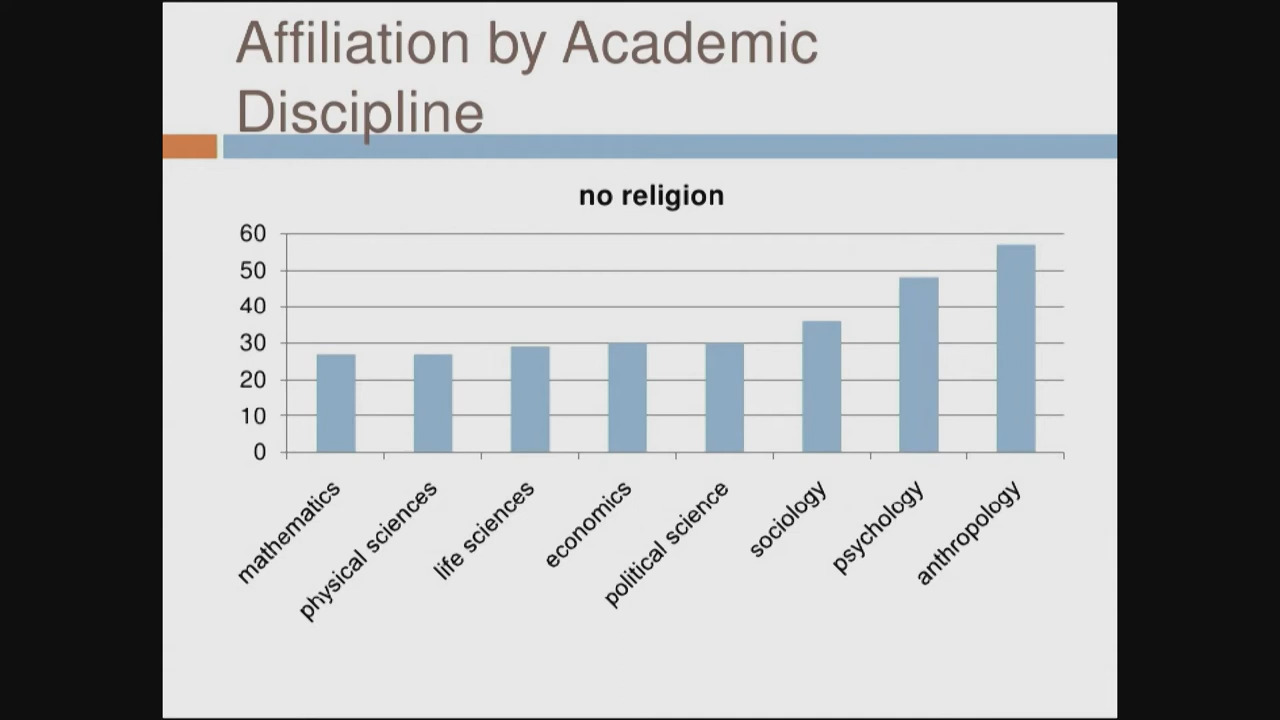 Affiliation by Academic
Discipline
no religion
60
50
40
30
20
10
0
mathematics
physical sciences
life sciences
economics
political science
sociology
psychology
anthropology